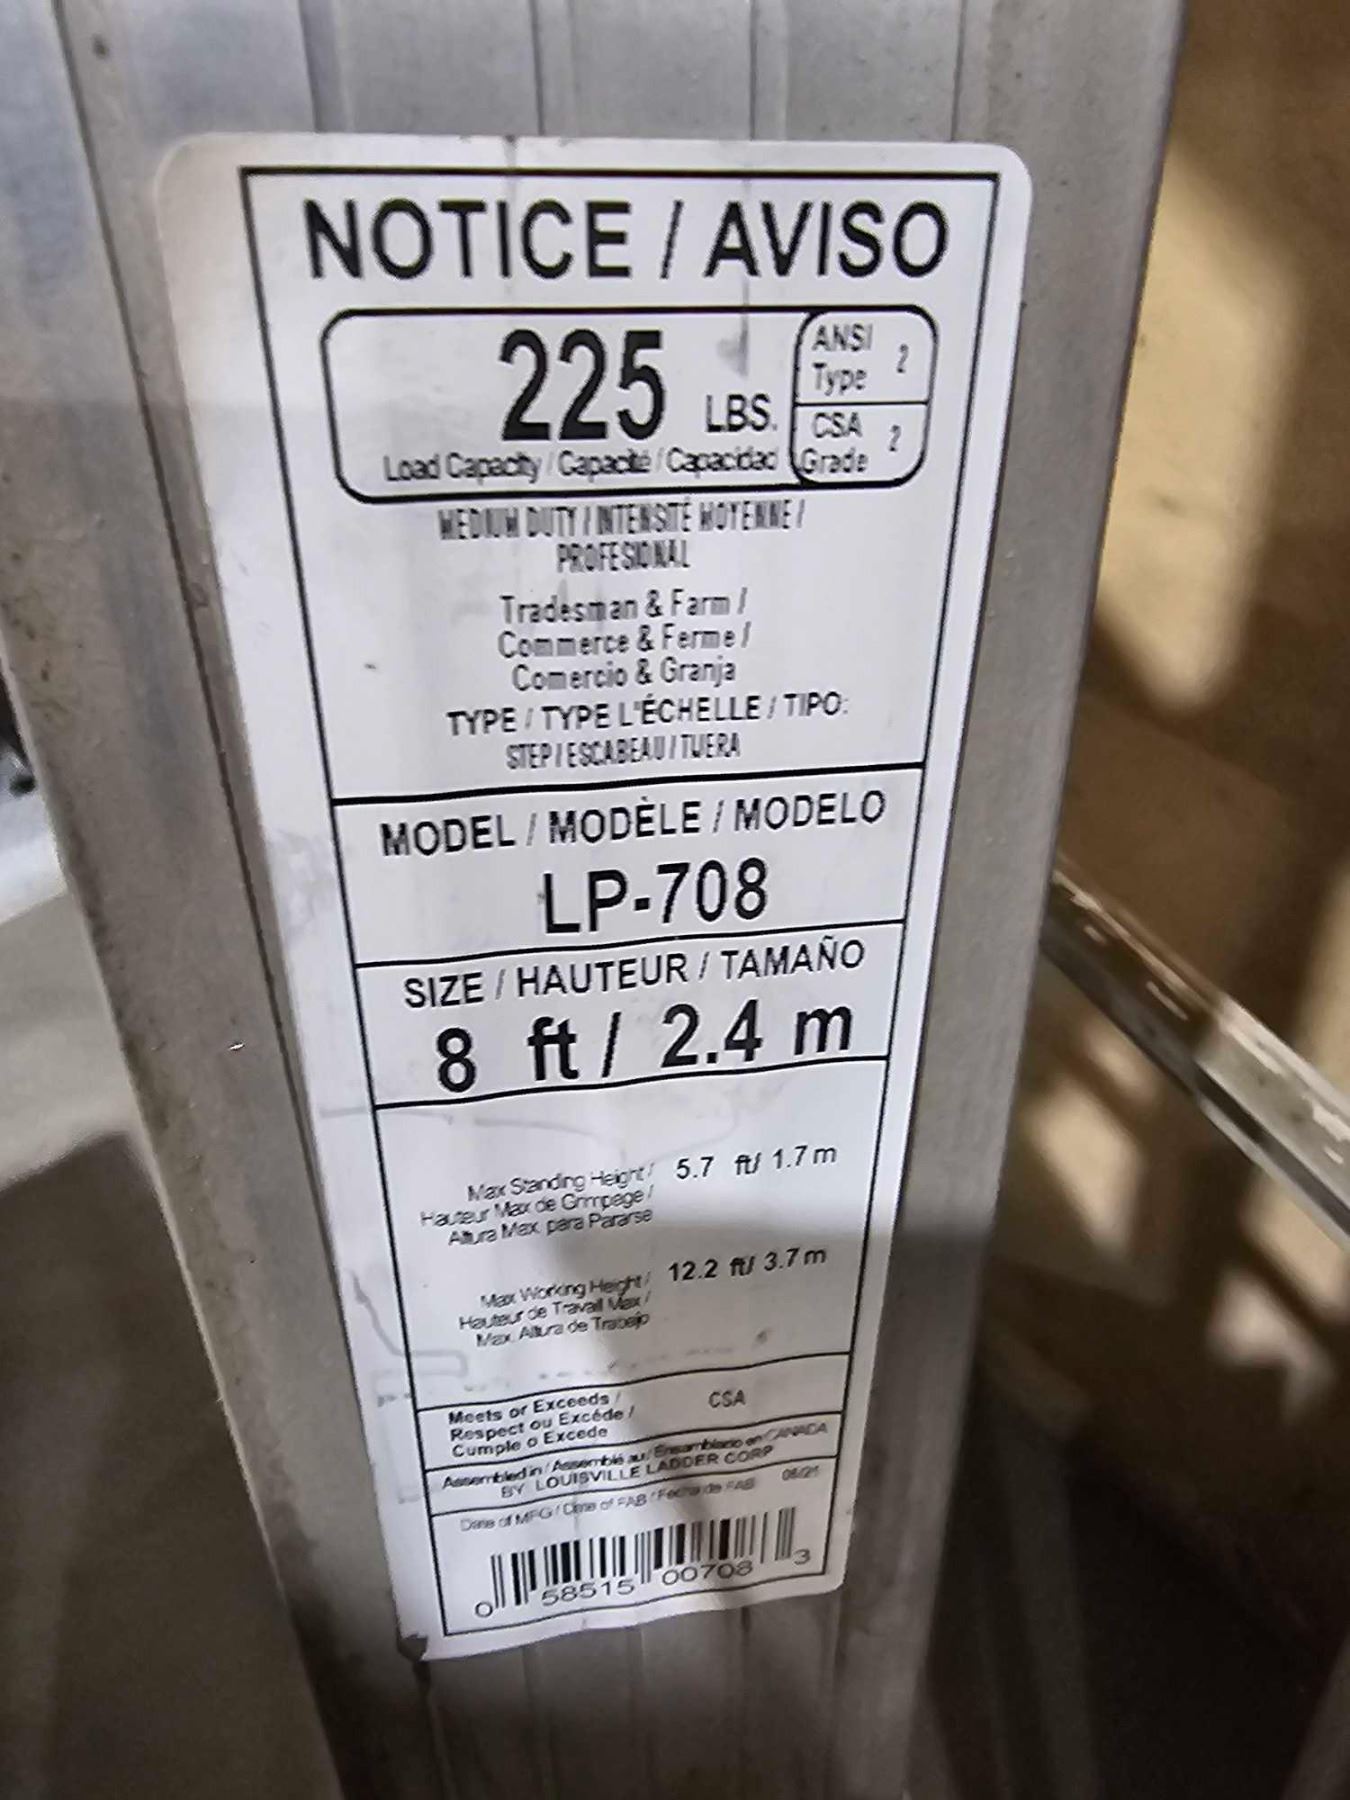 NOTICE / AVISO
225 LBS.
Load Capacity / Capacité / Capacidad
ANSI
Type 2
CSA
Grade 2
MEDIUM DUTY / INTENSITÉ MOYENNE /
PROFESIONAL
Tradesman & Farm /
Commerce & Ferme /
Comercio & Granja
TYPE / TYPE L'ÉCHELLE / TIPO:
STEP / ESCABEAU / TIJERA
MODEL / MODÈLE / MODELO
LP-708
SIZE / HAUTEUR / TAMAÑO
8 ft / 2.4 m
Max Standing Height / 5.7 ft/ 1.7 m
Hauteur Max de Grimpage /
Altura Max. para Pararse
Max Working Height / 12.2 ft/ 3.7 m
Hauteur de Travail Max /
Max. Altura de Trabajo
Meets or Exceeds / CSA
Respect ou Excède /
Cumple o Excede
Assembled in / Assemblé au / Ensamblado en CANADA
BY LOUISVILLE LADDER CORP
Date of MFG / Date of FAB / Fecha de FAB
0 58515 00708 3